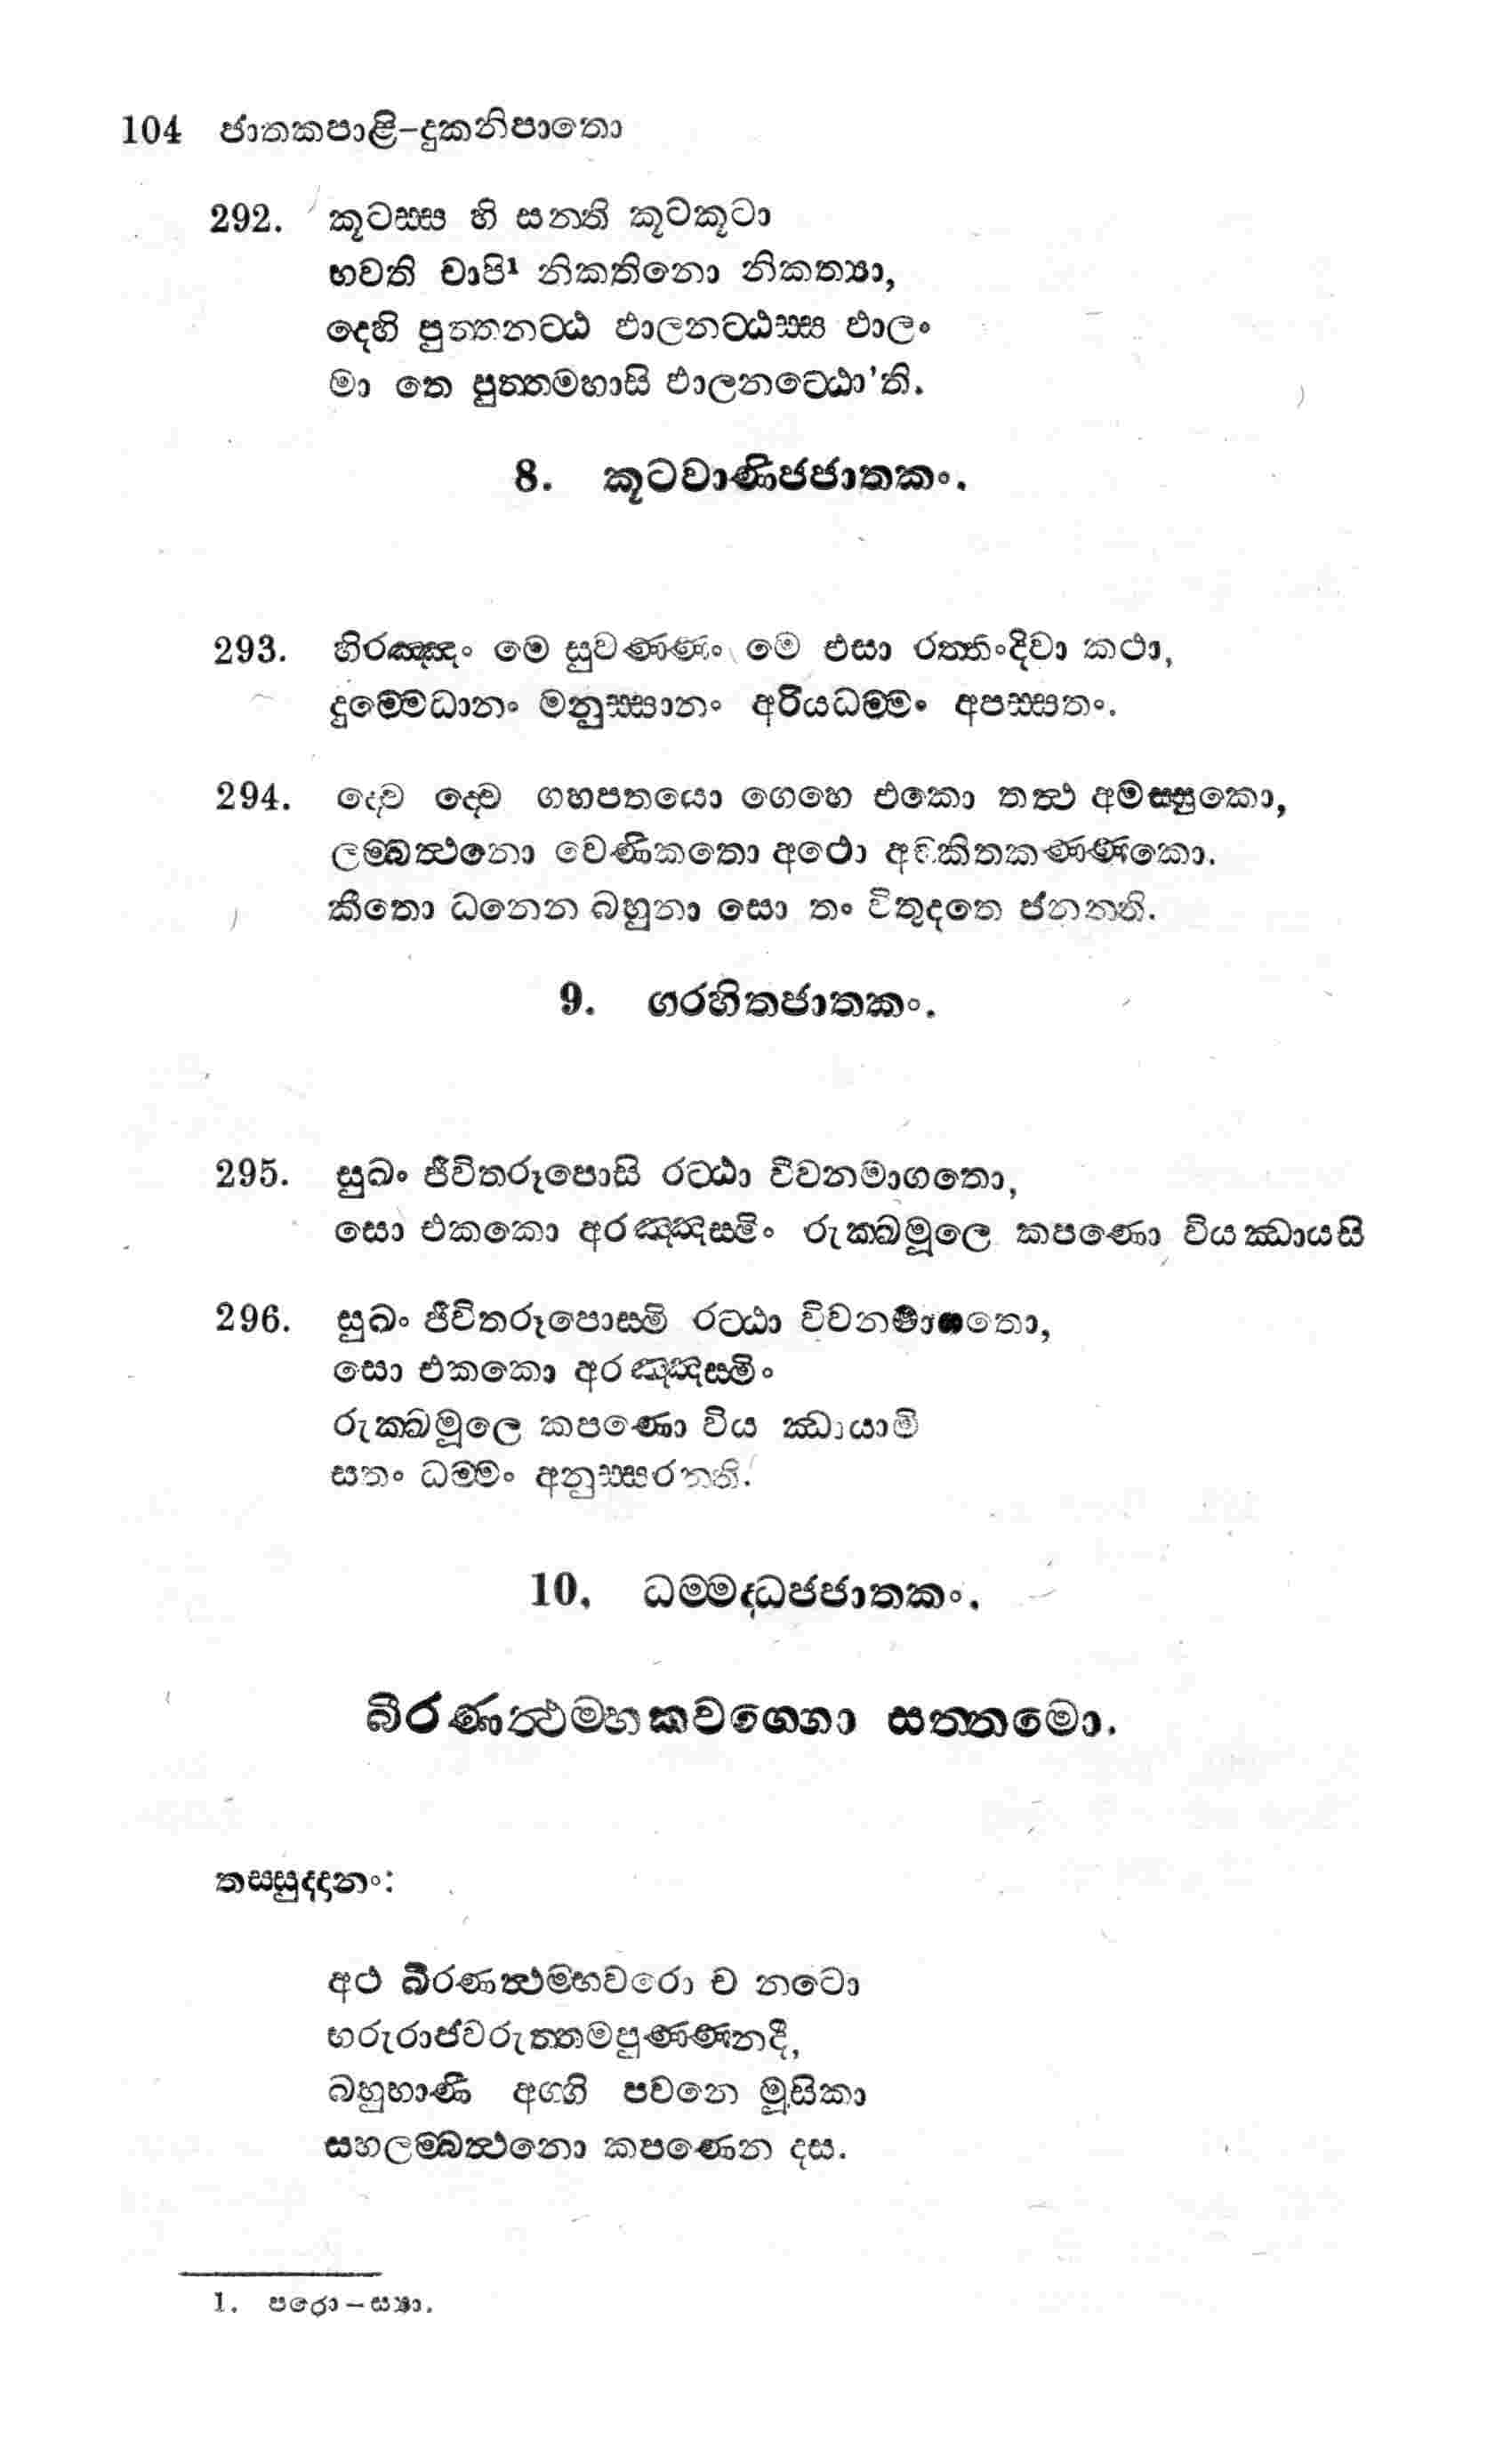 104 ජාතකපාළි-දුකනිපාතො
292. කූටස්ස හි සන්ති කූටකූටා
භවති චාපි¹ නිකතිනො නිකත්‍යා,
දෙහි පුත්තනට්ඨ ඵාලනට්ඨස්ස ඵාලං
මා තෙ පුත්තමහාසි ඵාලනට්ඨො'ති.
8. කූටවාණිජජාතකං.
293. හිරඤ්ඤං මෙ සුවණ්ණං මෙ එසා රත්තිංදිවා කථා,
දුම්මෙධානං මනුස්සානං අරියධම්මං අපස්සතං.
294. ද්වෙ ද්වෙ ගහපතයො ගෙහෙ එකො තත්ථ අමස්සුකො,
ලම්බත්ථනො වෙණිකතො අථො අඞ්කිතකණ්ණකො.
කීතො ධනෙන බහුනා සො තං විතුදතෙ ජනන්ති.
9. ගරහිතජාතකං.
295. සුඛං ජීවිතරූපොසි රට්ඨා විවනමාගතො,
සො එකකො අරඤ්ඤස්මිං රුක්ඛමූලෙ කපණො විය ඣායසි
296. සුඛං ජීවිතරූපොස්මි රට්ඨා විවනමාගතො,
සො එකකො අරඤ්ඤස්මිං
රුක්ඛමූලෙ කපණො විය ඣායාමි
සතං ධම්මං අනුස්සරන්ති.
10. ධම්මද්ධජජාතකං.
බීරණත්ථම්භකවග්ගො සත්තමො.
තස්සුද්දානං:
අථ බීරණත්ථම්භවරො ච නටො
භරුරාජවරුත්තමපුණ්ණනදී,
බහුභාණී අග්ගි පවනෙ මූසිකා
සහලම්බත්ථනො කපණෙන දස.
1. පරො - ස්‍යා.